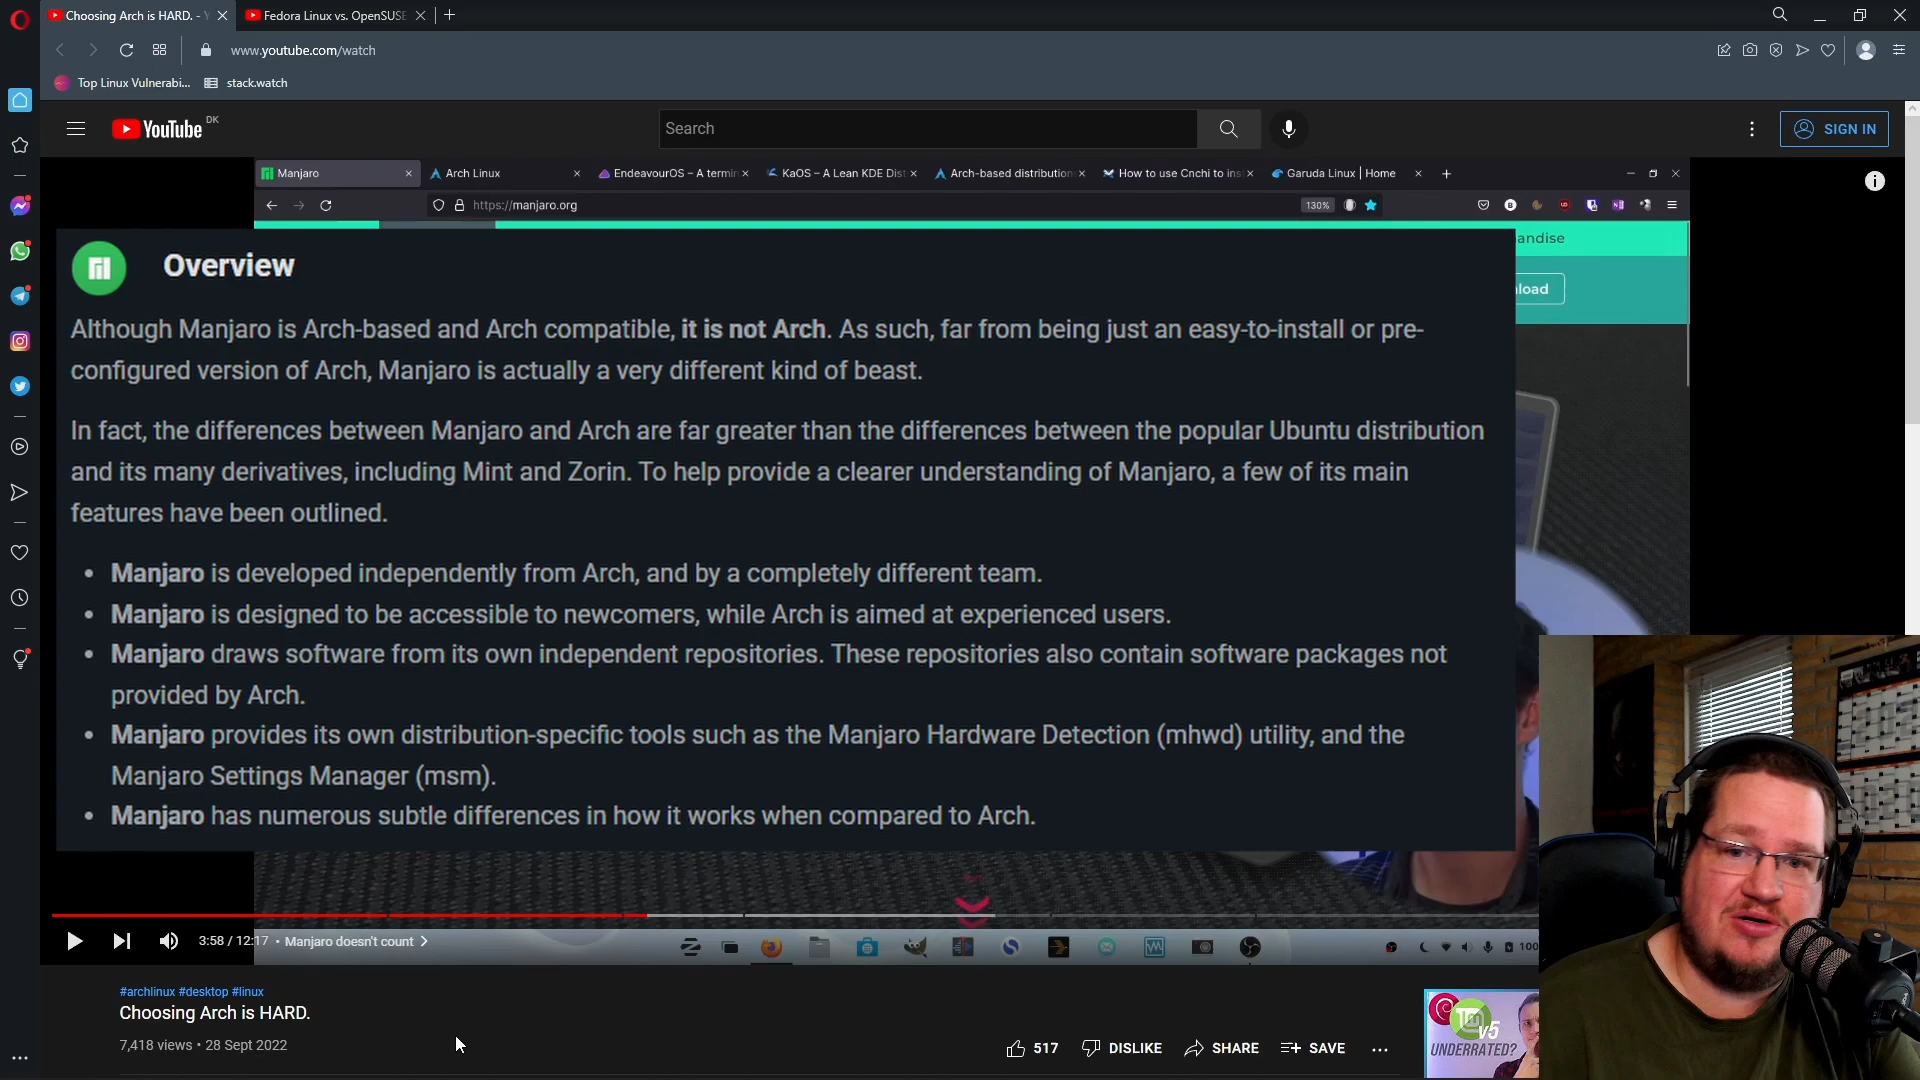 Choosing Arch is HARD. - Y
Fedora Linux vs. OpenSUSE
www.youtube.com/watch
Top Linux Vulnerabi...
stack.watch
YouTube DK
Search
SIGN IN
Manjaro
Arch Linux
EndeavourOS – A termin
KaOS – A Lean KDE Dist
Arch-based distribution
How to use Cnchi to inst
Garuda Linux | Home
https://manjaro.org
130%
andise
load
Overview
Although Manjaro is Arch-based and Arch compatible, it is not Arch. As such, far from being just an easy-to-install or pre-
configured version of Arch, Manjaro is actually a very different kind of beast.
In fact, the differences between Manjaro and Arch are far greater than the differences between the popular Ubuntu distribution
and its many derivatives, including Mint and Zorin. To help provide a clearer understanding of Manjaro, a few of its main
features have been outlined.
• Manjaro is developed independently from Arch, and by a completely different team.
• Manjaro is designed to be accessible to newcomers, while Arch is aimed at experienced users.
• Manjaro draws software from its own independent repositories. These repositories also contain software packages not
provided by Arch.
• Manjaro provides its own distribution-specific tools such as the Manjaro Hardware Detection (mhwd) utility, and the
Manjaro Settings Manager (msm).
• Manjaro has numerous subtle differences in how it works when compared to Arch.
3:58 / 12:17 • Manjaro doesn't count
100
#archlinux #desktop #linux
Choosing Arch is HARD.
7,418 views • 28 Sept 2022
517
DISLIKE
SHARE
SAVE
v5
UNDERRATED?